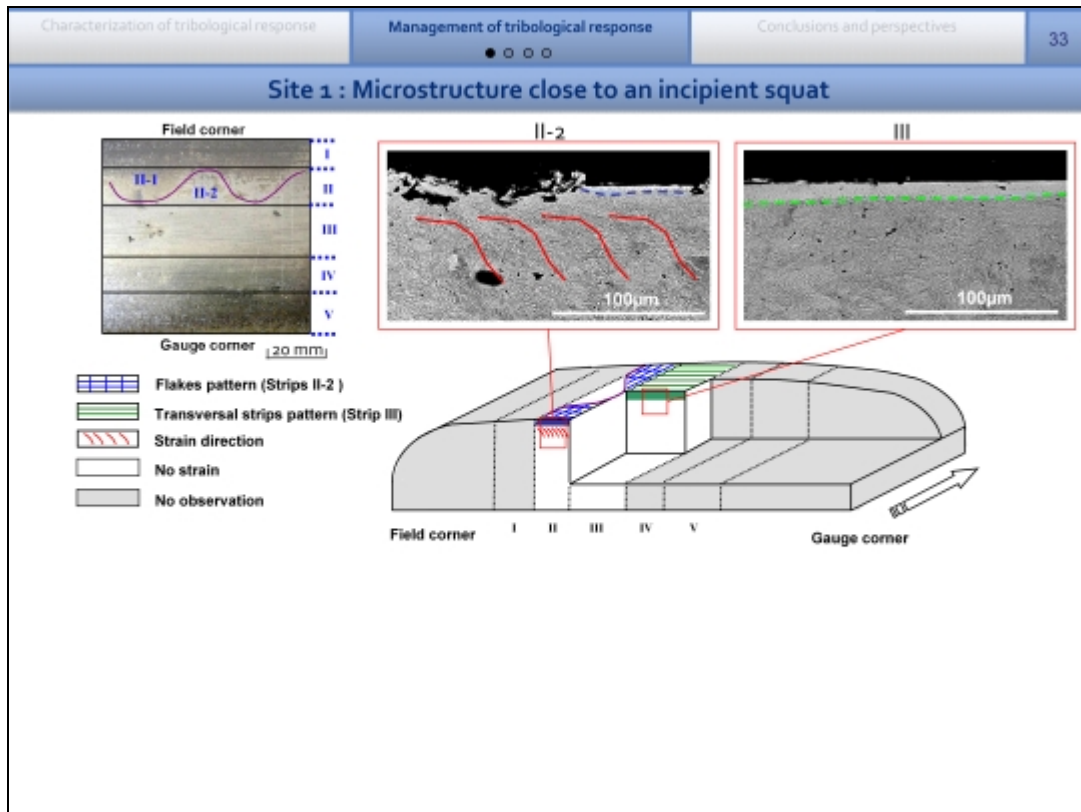 Characterization of tribological response
Management of tribological response
Conclusions and perspectives
33
Site 1 : Microstructure close to an incipient squat
Field corner
I
II-1
II-2
II
III
IV
V
Gauge corner
20 mm
II-2
100µm
III
100µm
Flakes pattern (Strips II-2 )
Transversal strips pattern (Strip III)
Strain direction
No strain
No observation
Field corner
I II III IV V
Gauge corner